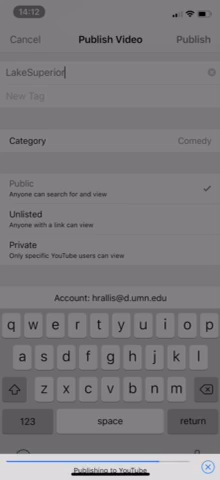 14:12
Cancel Publish Video Publish
LakeSuperior
New Tag
Category Comedy
Public
Anyone can search for and view
Unlisted
Anyone with a link can view
Private
Only specific YouTube users can view
Account: hrallis@d.umn.edu
q w e r t y u i o p
a s d f g h j k l
z x c v b n m
123 space return
Publishing to YouTube